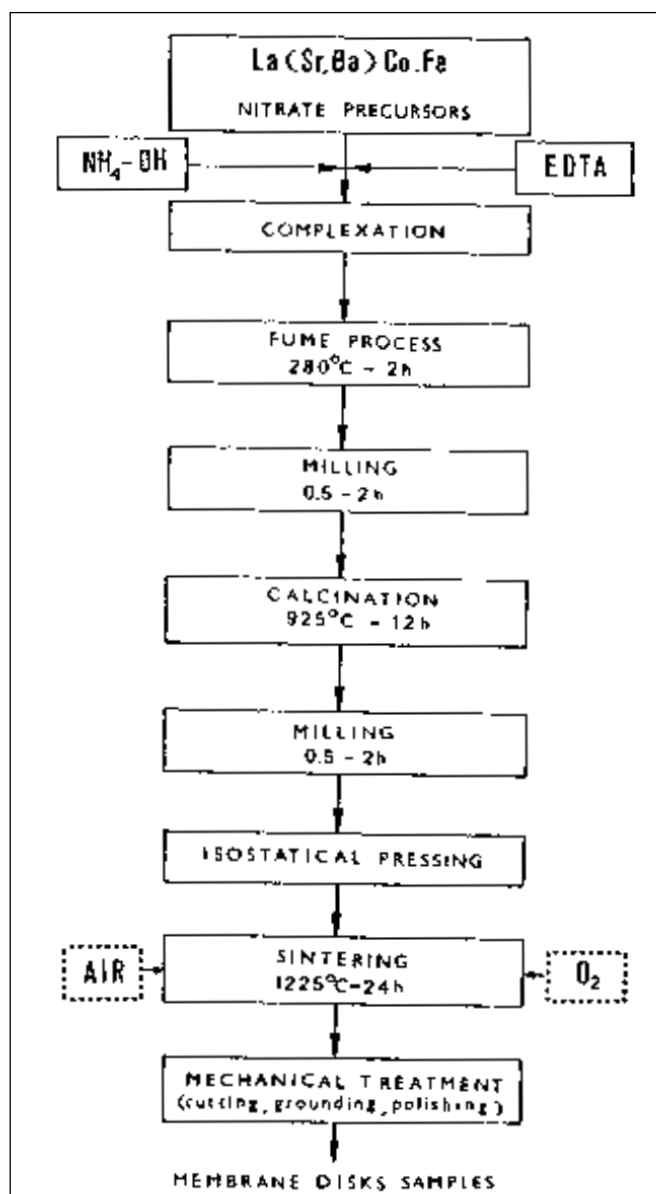 La(Sr,Ba)Co.Fe
NITRATE PRECURSORS
NH4-OH
EDTA
COMPLEXATION
FUME PROCESS
280°C - 2h
MILLING
0.5 - 2h
CALCINATION
925°C - 12h
MILLING
0.5 - 2h
ISOSTATICAL PRESSING
AIR
SINTERING
1225°C-24h
O2
MECHANICAL TREATMENT
(cutting, grounding, polishing)
MEMBRANE DISKS SAMPLES